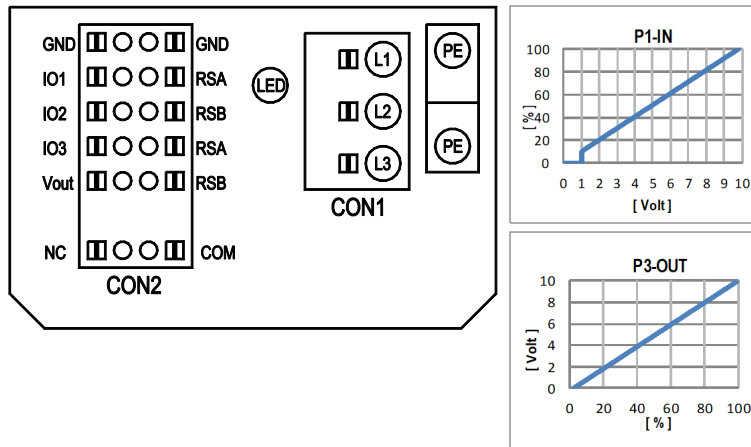 GND GND
IO1 RSA
IO2 RSB
IO3 RSA
Vout RSB
NC COM
CON2
LED
L1
L2
L3
CON1
PE
PE
P1-IN
[ % ]
100
80
60
40
20
0
0 1 2 3 4 5 6 7 8 9 10
[ Volt ]
P3-OUT
[ Volt ]
10
8
6
4
2
0
0 20 40 60 80 100
[ % ]